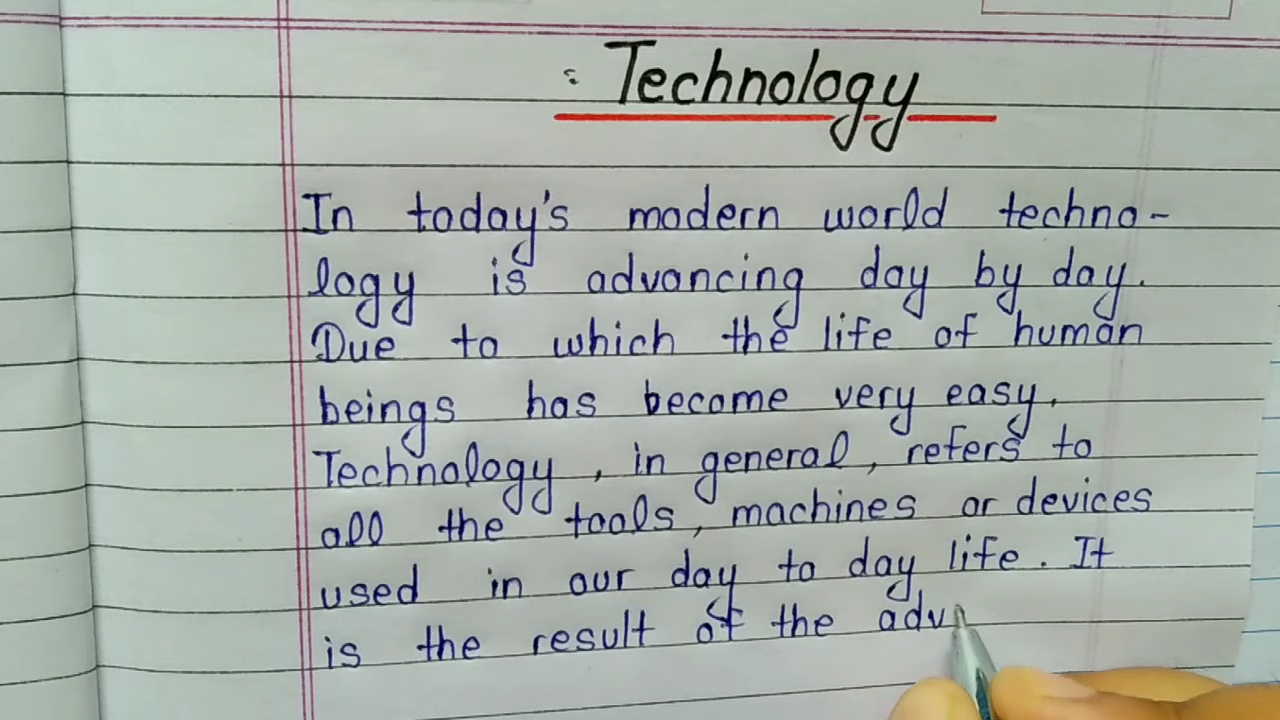 : Technology
In today's modern world techno-
logy is advancing day by day.
Due to which the life of human
beings has become very easy.
Technology, in general, refers to
all the tools, machines or devices
used in our day to day life. It
is the result of the adv